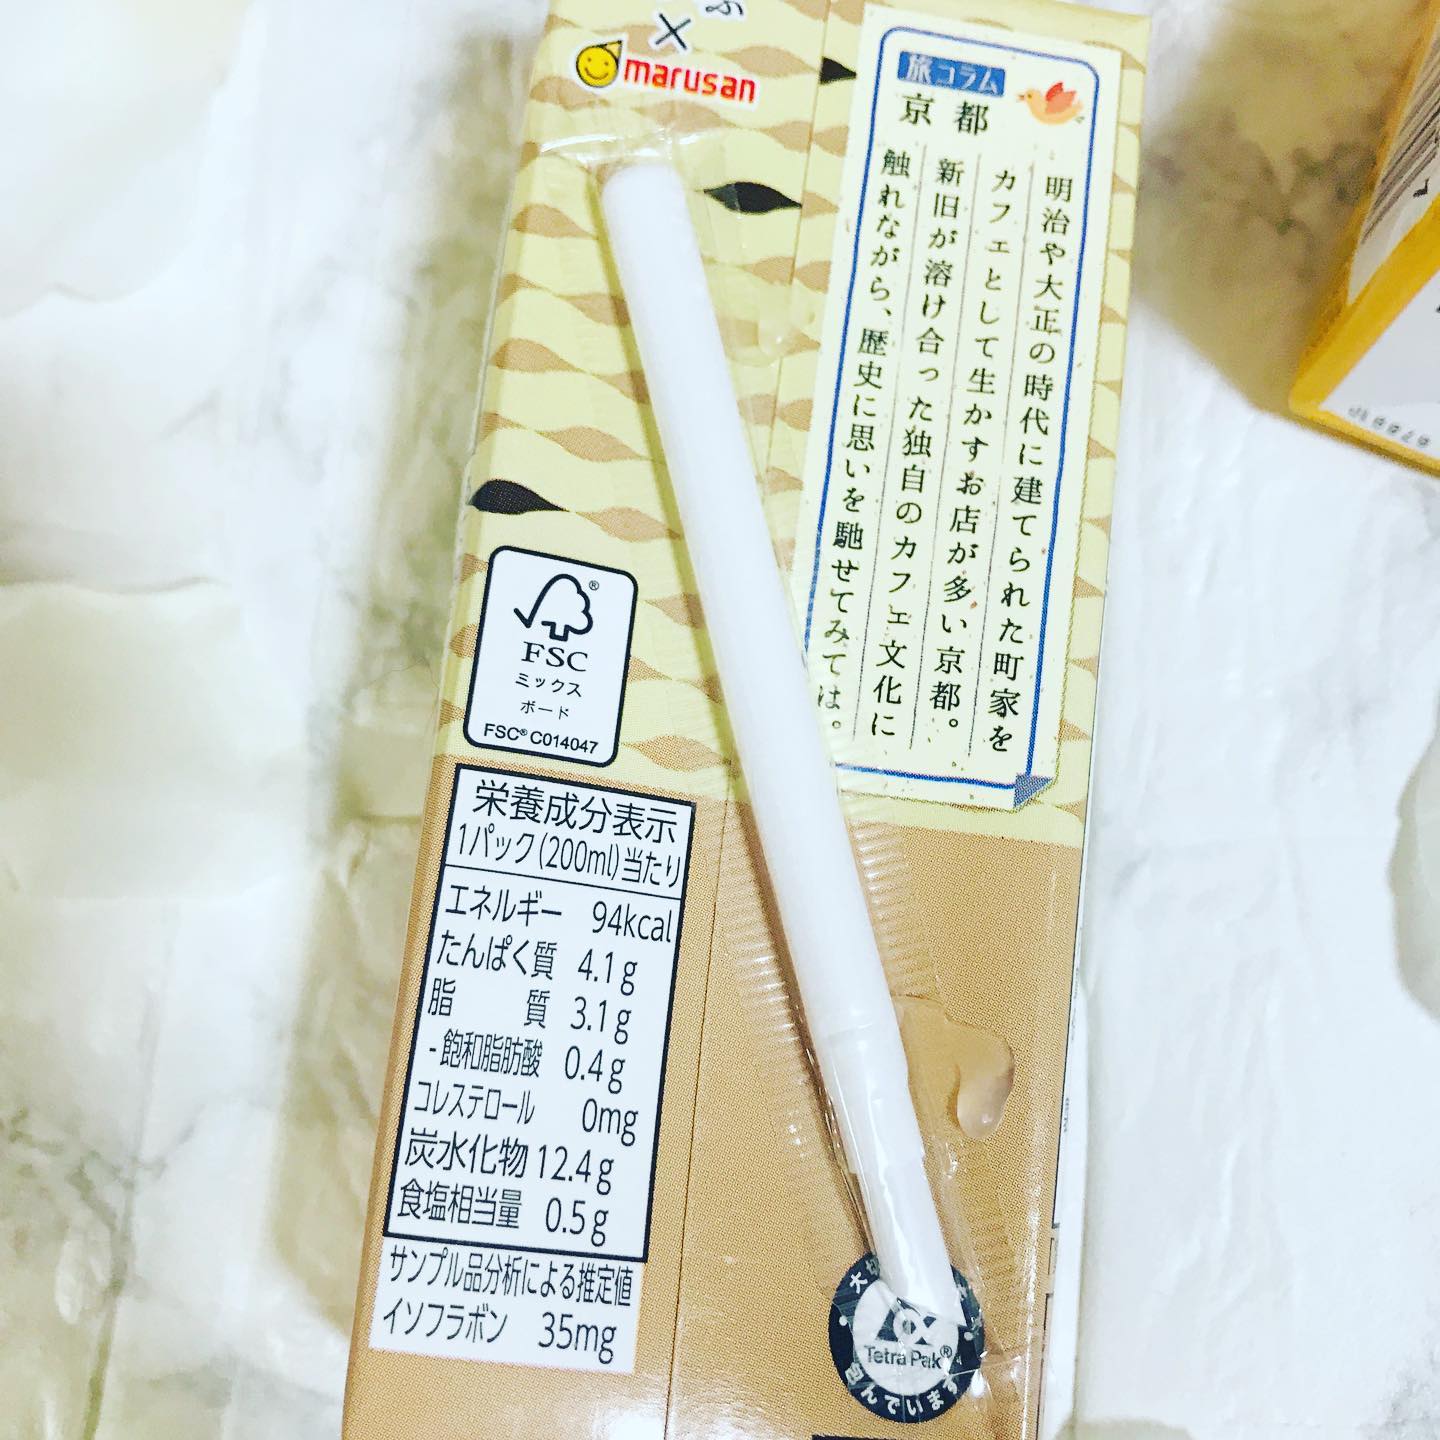 ×
marusan
旅コラム
京都
明治や大正の時代に建てられた町家を
カフェとして生かすお店が多い京都。
新旧が溶け合った独自のカフェ文化に
触れながら、歴史に思いを馳せてみては。
FSC
ミックス
ボード
FSC® C014047
栄養成分表示
1パック(200ml)当たり
エネルギー 94kcal
たんぱく質 4.1g
脂質 3.1g
-飽和脂肪酸 0.4g
コレステロール 0mg
炭水化物 12.4g
食塩相当量 0.5g
サンプル品分析による推定値
イソフラボン 35mg
Tetra Pak®